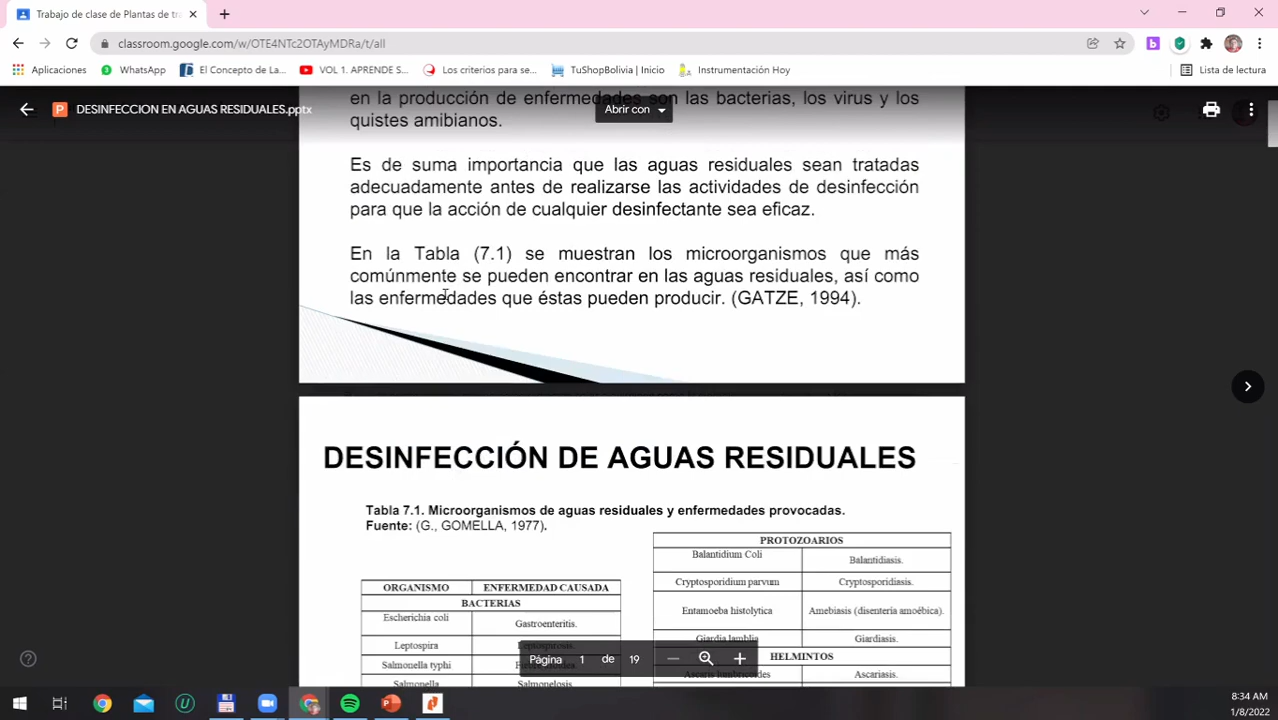 Trabajo de clase de Plantas de tra
classroom.google.com/w/OTE4NTc2OTAyMDRa/t/all
Aplicaciones
WhatsApp
El Concepto de La...
VOL 1. APRENDE S...
Los criterios para se...
TuShopBolivia | Inicio
Instrumentación Hoy
Lista de lectura
DESINFECCION EN AGUAS RESIDUALES.pptx
Abrir con
en la producción de enfermedades son las bacterias, los virus y los
quistes amibianos.
Es de suma importancia que las aguas residuales sean tratadas
adecuadamente antes de realizarse las actividades de desinfección
para que la acción de cualquier desinfectante sea eficaz.
En la Tabla (7.1) se muestran los microorganismos que más
comúnmente se pueden encontrar en las aguas residuales, así como
las enfermedades que éstas pueden producir. (GATZE, 1994).
DESINFECCIÓN DE AGUAS RESIDUALES
Tabla 7.1. Microorganismos de aguas residuales y enfermedades provocadas.
Fuente: (G., GOMELLA, 1977).
ORGANISMO ENFERMEDAD CAUSADA
BACTERIAS
Escherichia coli Gastroenteritis.
Leptospira Leptospirosis.
Salmonella typhi
Salmonella Salmonelosis.
PROTOZOARIOS
Balantidium Coli Balantidiasis.
Cryptosporidium parvum Cryptosporidiasis.
Entamoeba histolytica Amebiasis (disentería amoébica).
Giardia lamblia Giardiasis.
HELMINTOS
Ascaris lumbricoides Ascariasis.
Página 1 de 19
8:34 AM
1/8/2022